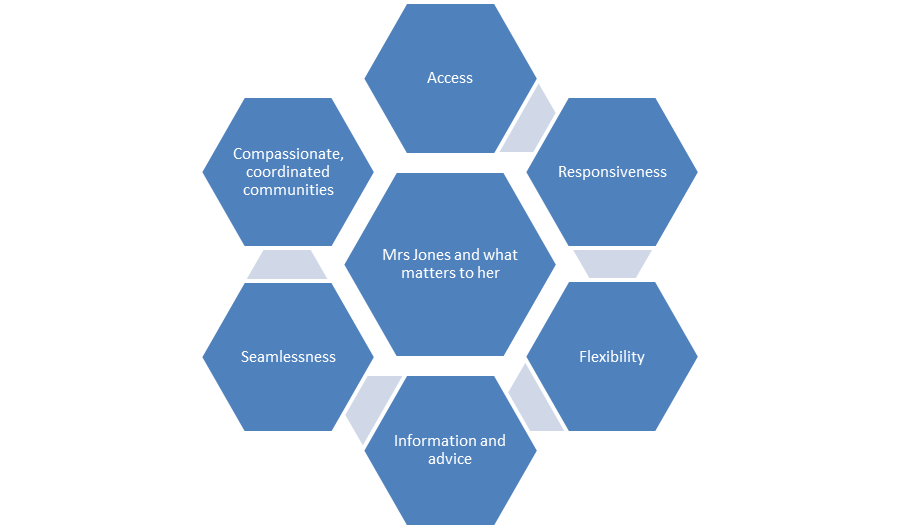 Access
Compassionate,
coordinated
communities
Responsiveness
Mrs Jones and what
matters to her
Seamlessness
Flexibility
Information and
advice